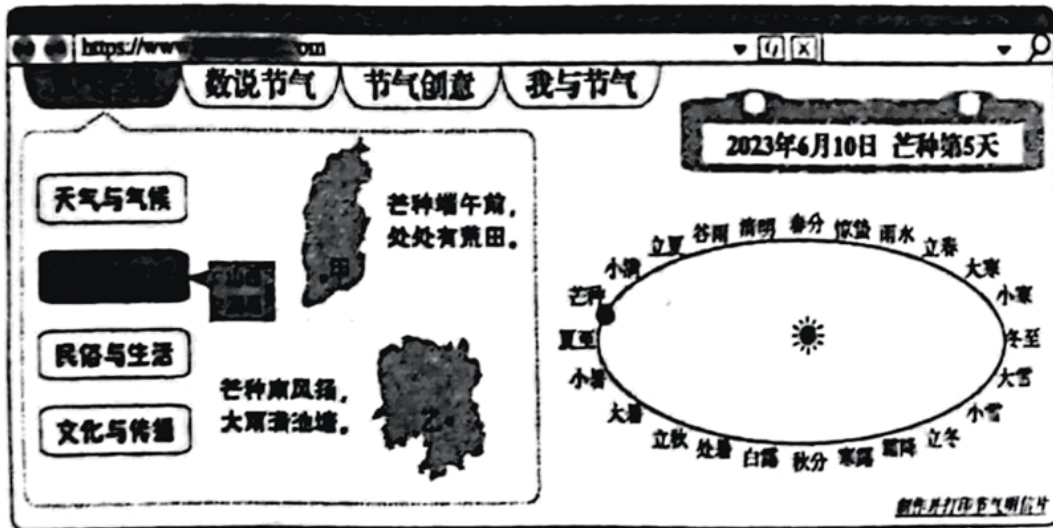 https://www
om
数说节气
节气创意
我与节气
2023年6月10日 芒种第5天
天气与气候
民俗与生活
文化与传播
芒种端午前，
处处有荒田。
甲
芒种南风扬，
大雨满池塘。
乙
春分
惊蛰
雨水
立春
大寒
小寒
冬至
大雪
小雪
立冬
霜降
寒露
秋分
白露
处暑
立秋
大暑
小暑
夏至
芒种
小满
立夏
谷雨
清明
制作并打印节气明信片